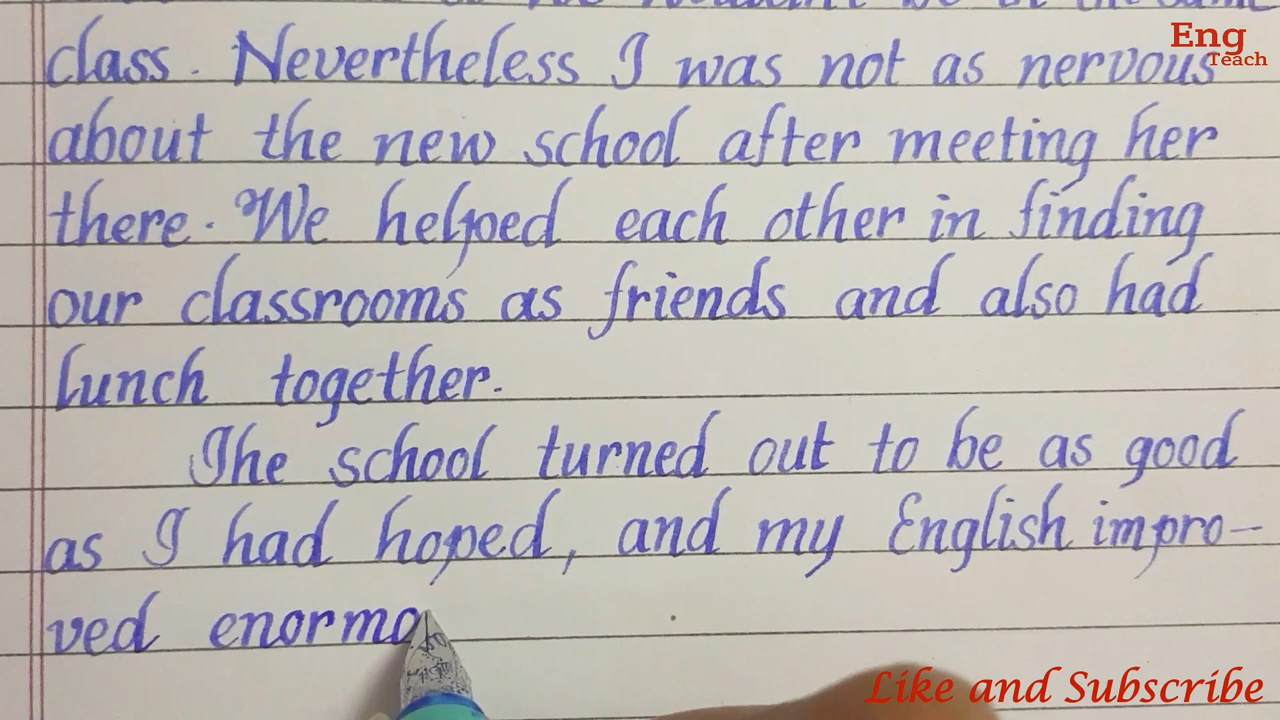 Eng
Teach
class. Nevertheless I was not as nervous
about the new school after meeting her
there. We helped each other in finding
our classrooms as friends and also had
lunch together.
The school turned out to be as good
as I had hoped, and my English impro-
ved enormo
Like and Subscribe